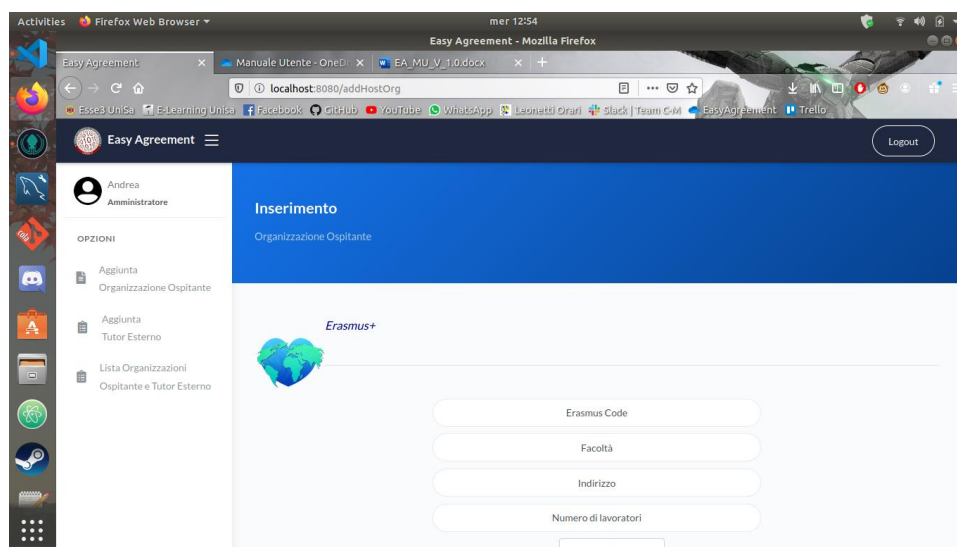 Activities Firefox Web Browser mer 12:54
Easy Agreement - Mozilla Firefox
Easy Agreement Manuale Utente - OneDr EA_MU_V_1.0.docx
localhost:8080/addHostOrg
Esse3 UniSa E-Learning Unisa Facebook GitHub YouTube WhatsApp Leonetti Orari Slack | Team C-M EasyAgreement Trello
Easy Agreement Logout
Andrea
Amministratore
OPZIONI
Aggiunta
Organizzazione Ospitante
Aggiunta
Tutor Esterno
Lista Organizzazioni
Ospitante e Tutor Esterno
Inserimento
Organizzazione Ospitante
Erasmus+
Erasmus Code
Facoltà
Indirizzo
Numero di lavoratori